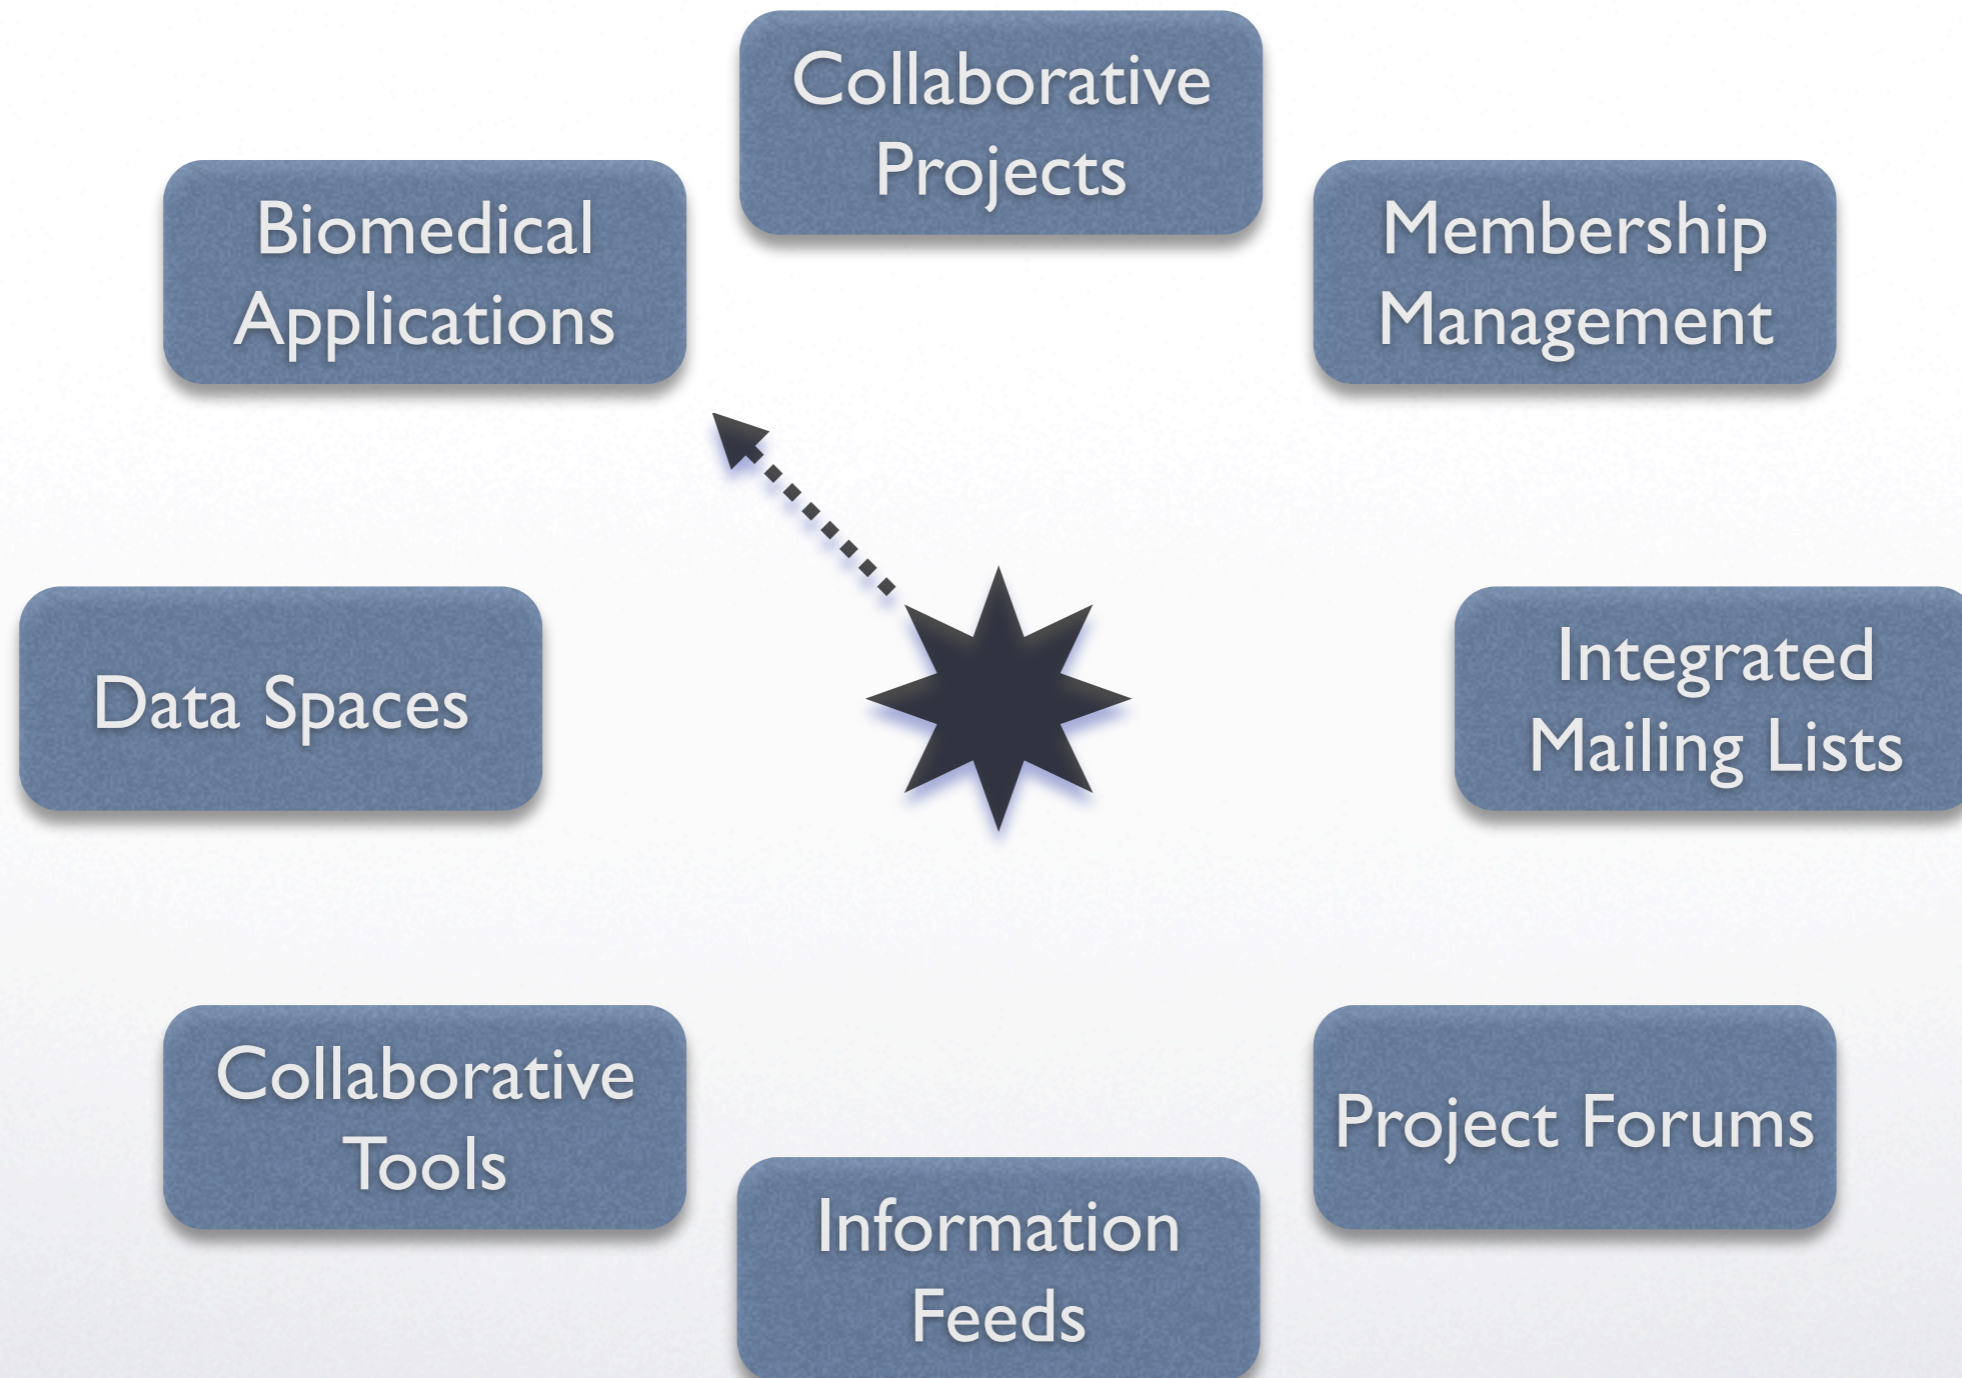 Collaborative
Projects
Biomedical
Applications
Membership
Management
Data Spaces
Integrated
Mailing Lists
Collaborative
Tools
Project Forums
Information
Feeds